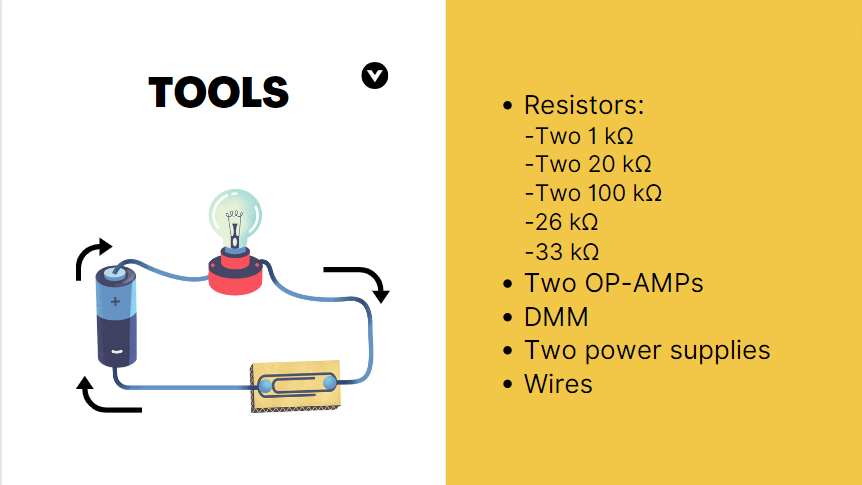 TOOLS
• Resistors:
-Two 1 kΩ
-Two 20 kΩ
-Two 100 kΩ
-26 kΩ
-33 kΩ
• Two OP-AMPs
• DMM
• Two power supplies
• Wires
+
-